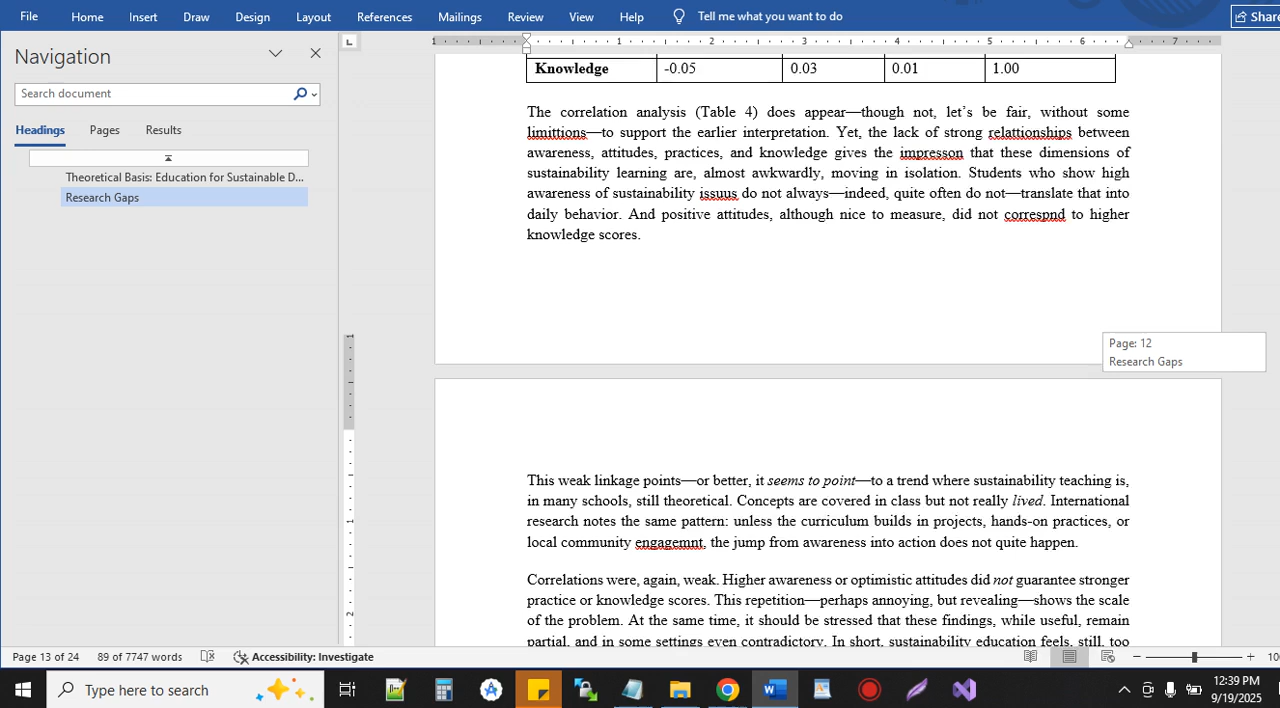 File Home Insert Draw Design Layout References Mailings Review View Help Tell me what you want to do Share
Navigation
Search document
Headings Pages Results
Theoretical Basis: Education for Sustainable D...
Research Gaps
1 1 2 3 4 5 6 7
Knowledge -0.05 0.03 0.01 1.00
The correlation analysis (Table 4) does appear—though not, let's be fair, without some
limittions—to support the earlier interpretation. Yet, the lack of strong relattionships between
awareness, attitudes, practices, and knowledge gives the impresson that these dimensions of
sustainability learning are, almost awkwardly, moving in isolation. Students who show high
awareness of sustainability issuus do not always—indeed, quite often do not—translate that into
daily behavior. And positive attitudes, although nice to measure, did not correspnd to higher
knowledge scores.
Page: 12
Research Gaps
1
1
2
This weak linkage points—or better, it seems to point—to a trend where sustainability teaching is,
in many schools, still theoretical. Concepts are covered in class but not really lived. International
research notes the same pattern: unless the curriculum builds in projects, hands-on practices, or
local community engagemnt, the jump from awareness into action does not quite happen.
Correlations were, again, weak. Higher awareness or optimistic attitudes did not guarantee stronger
practice or knowledge scores. This repetition—perhaps annoying, but revealing—shows the scale
of the problem. At the same time, it should be stressed that these findings, while useful, remain
partial, and in some settings even contradictory. In short, sustainability education feels, still, too
Page 13 of 24 89 of 7747 words Accessibility: Investigate 10
Type here to search
12:39 PM
9/19/2025